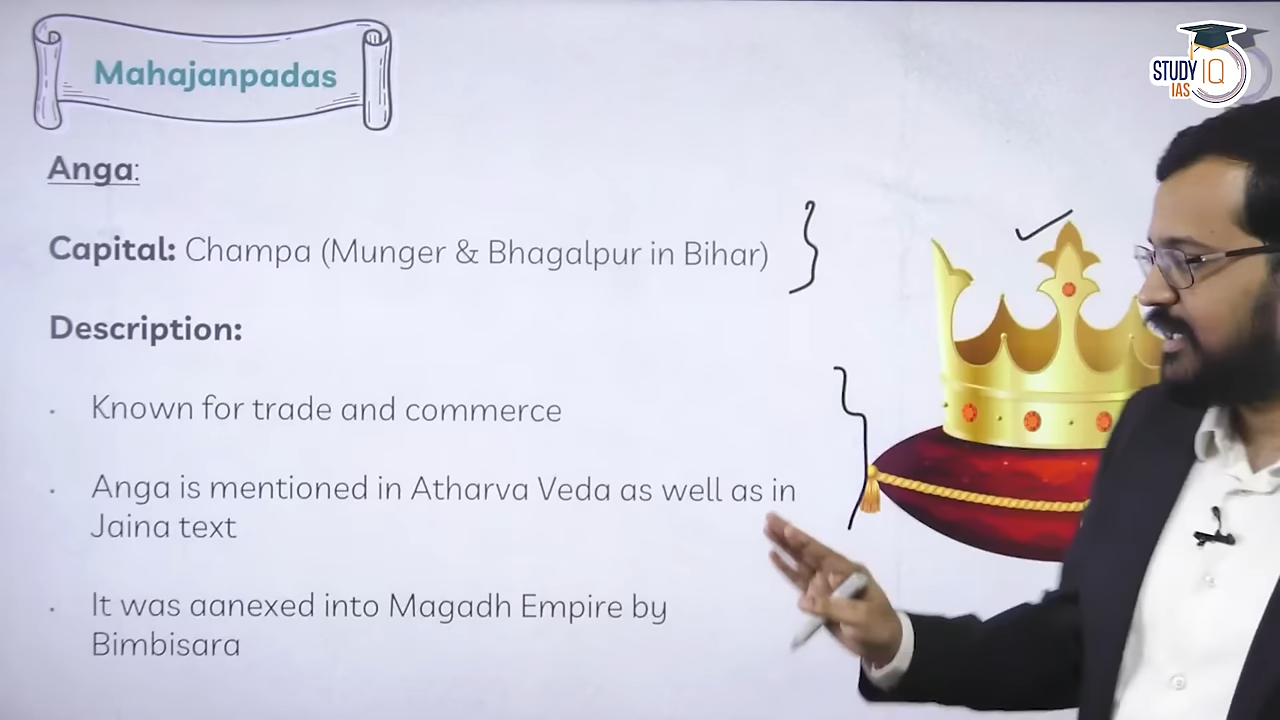 Mahajanpadas
STUDY IQ
IAS
Anga:
Capital: Champa (Munger & Bhagalpur in Bihar)
Description:
· Known for trade and commerce
· Anga is mentioned in Atharva Veda as well as in
Jaina text
· It was aanexed into Magadh Empire by
Bimbisara